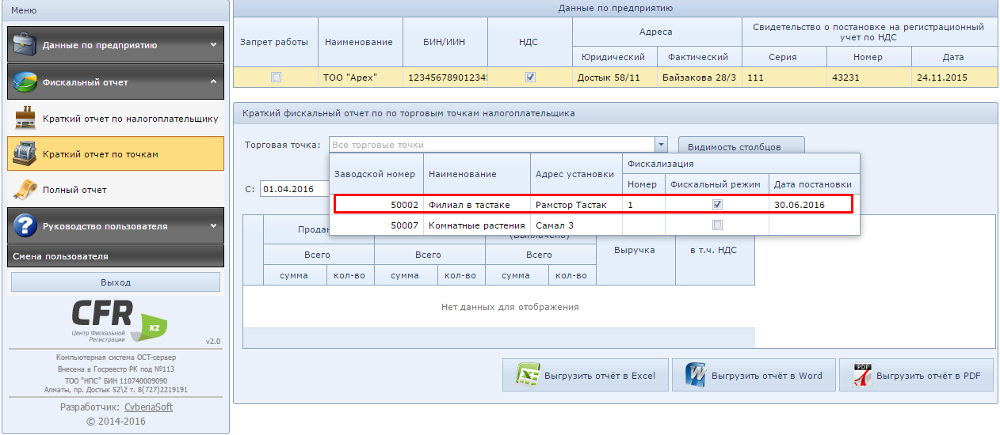 Меню
Данные по предприятию
Фискальный отчет
Краткий отчет по налогоплательщику
Краткий отчет по точкам
Полный отчет
Руководство пользователя
Смена пользователя
Выход
CFR KZ
Центр Фискальной
Регистрации
v2.0
Компьютерная система ОСТ-сервер
Внесена в Госреестр РК под №113
ТОО "НПС" БИН 110740009090
Алматы, пр. Достык 52\2 т. 8(727)2219191
Разработчик: CyberiaSoft
© 2014-2016
Данные по предприятию
Запрет работы Наименование БИН/ИИН НДС Адреса Свидетельство о постановке на регистрационный
учет по НДС
Юридический Фактический Серия Номер Дата
ТОО "Арех" 12345678901234 Достык 58/11 Байзакова 28/3 111 43231 24.11.2015
Краткий фискальный отчет по по торговым точкам налогоплательщика
Торговая точка: Все торговые точки Видимость столбцов
Заводской номер Наименование Адрес установки Фискализация
Номер Фискальный режим Дата постановки
С: 01.04.2016
50002 Филиал в тастаке Рамстор Тастак 1 30.06.2016
50007 Комнатные растения Самал 3
Прода (Выплачено) Выручка в т.ч. НДС
Всего Всего Всего
сумма кол-во сумма кол-во сумма кол-во
Нет данных для отображения
Выгрузить отчёт в Excel Выгрузить отчёт в Word Выгрузить отчёт в PDF